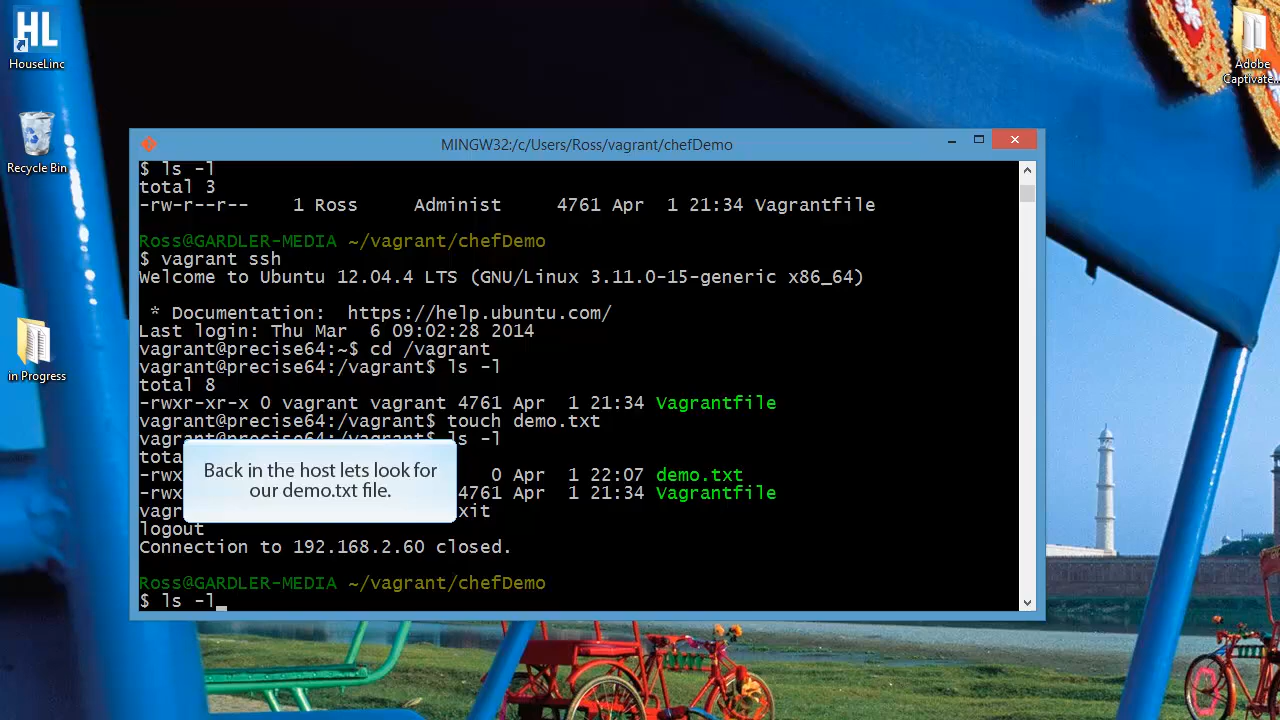 HL
HouseLinc
Recycle Bin
in Progress
Adobe
Captivate...
MINGW32:/c/Users/Ross/vagrant/chefDemo
$ ls -l
total 3
-rw-r--r-- 1 Ross Administ 4761 Apr 1 21:34 Vagrantfile
Ross@GARDLER-MEDIA ~/vagrant/chefDemo
$ vagrant ssh
Welcome to Ubuntu 12.04.4 LTS (GNU/Linux 3.11.0-15-generic x86_64)
* Documentation: https://help.ubuntu.com/
Last login: Thu Mar 6 09:02:28 2014
vagrant@precise64:~$ cd /vagrant
vagrant@precise64:/vagrant$ ls -l
total 8
-rwxr-xr-x 0 vagrant vagrant 4761 Apr 1 21:34 Vagrantfile
vagrant@precise64:/vagrant$ touch demo.txt
vagrant@precise64:/vagrant$ ls -l
tota
-rwx 0 Apr 1 22:07 demo.txt
-rwx 4761 Apr 1 21:34 Vagrantfile
vagr xit
logout
Connection to 192.168.2.60 closed.
Ross@GARDLER-MEDIA ~/vagrant/chefDemo
$ ls -l
Back in the host lets look for
our demo.txt file.